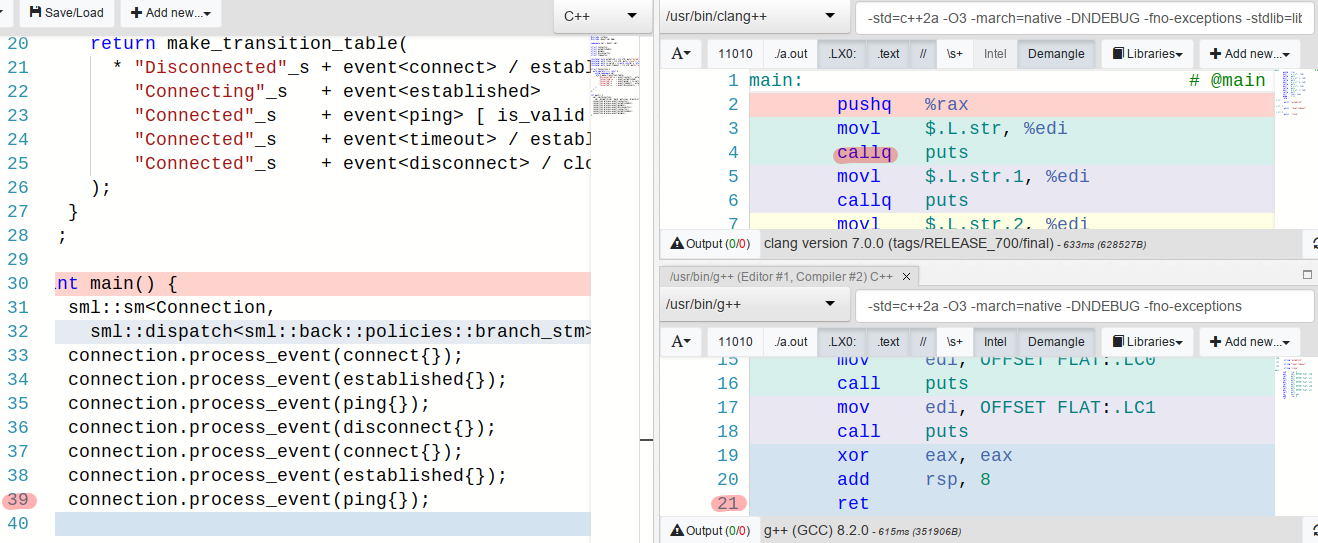 Save/Load
Add new...
C++
20 return make_transition_table(
21 * "Disconnected"_s + event<connect> / establ
22 "Connecting"_s + event<established>
23 "Connected"_s + event<ping> [ is_valid
24 "Connected"_s + event<timeout> / establ
25 "Connected"_s + event<disconnect> / clo
26 );
27 }
28 ;
29
30 int main() {
31 sml::sm<Connection,
32 sml::dispatch<sml::back::policies::branch_stm>
33 connection.process_event(connect{});
34 connection.process_event(established{});
35 connection.process_event(ping{});
36 connection.process_event(disconnect{});
37 connection.process_event(connect{});
38 connection.process_event(established{});
39 connection.process_event(ping{});
40
/usr/bin/clang++
-std=c++2a -O3 -march=native -DNDEBUG -fno-exceptions -stdlib=lib
A 11010 ./a.out .LX0: .text // \s+ Intel Demangle Libraries Add new...
1 main: # @main
2 pushq %rax
3 movl $.L.str, %edi
4 callq puts
5 movl $.L.str.1, %edi
6 callq puts
7 movl $.L.str.2, %edi
Output (0/0) clang version 7.0.0 (tags/RELEASE_700/final) - 633ms (628527B)
/usr/bin/g++ (Editor #1, Compiler #2) C++ ×
/usr/bin/g++
-std=c++2a -O3 -march=native -DNDEBUG -fno-exceptions
A 11010 ./a.out .LX0: .text // \s+ Intel Demangle Libraries Add new...
15 mov edi, OFFSET FLAT:.LC0
16 call puts
17 mov edi, OFFSET FLAT:.LC1
18 call puts
19 xor eax, eax
20 add rsp, 8
21 ret
Output (0/0) g++ (GCC) 8.2.0 - 615ms (351906B)